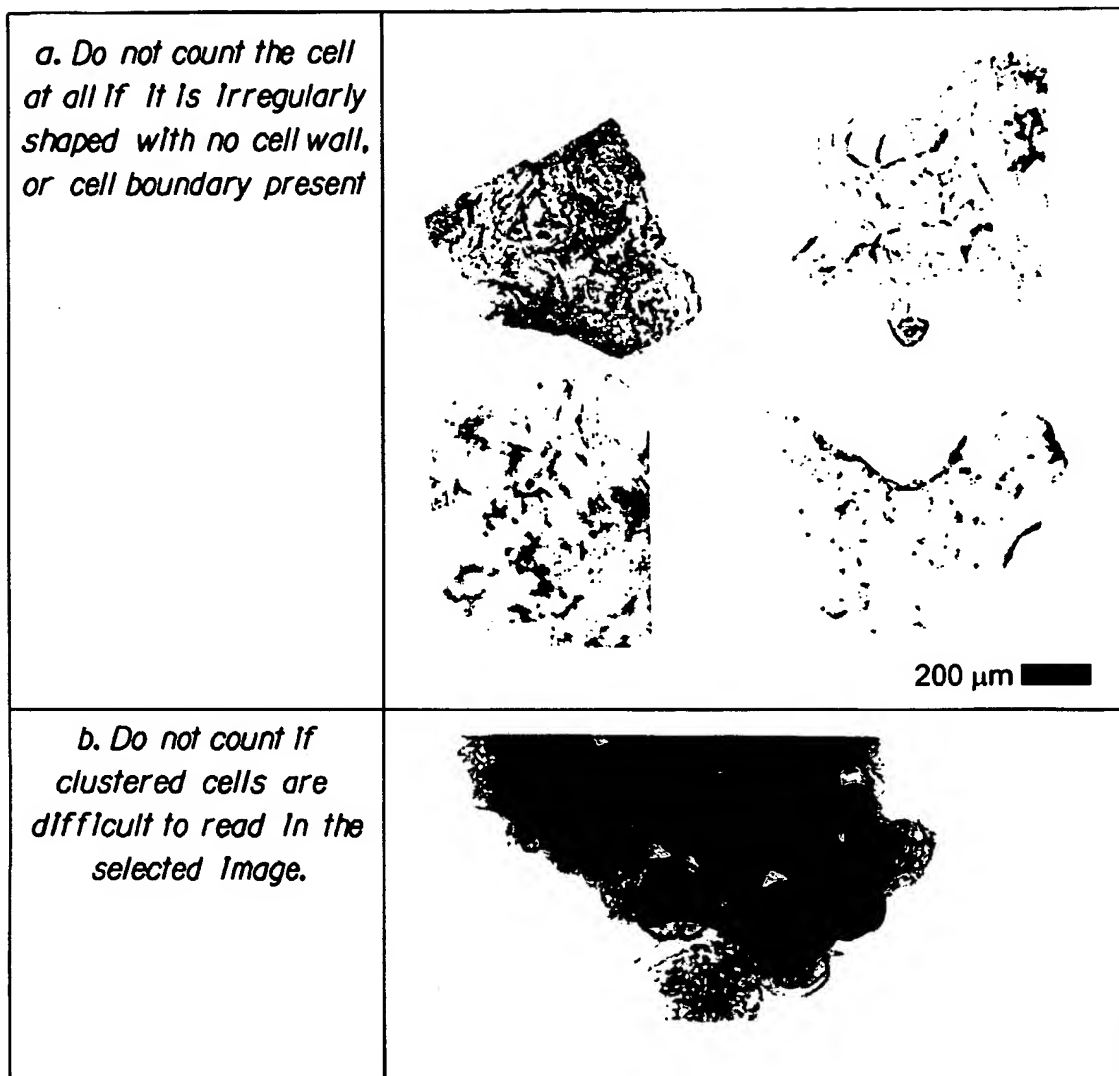 a. Do not count the cell
at all if it is irregularly
shaped with no cell wall,
or cell boundary present
200 μm
b. Do not count if
clustered cells are
difficult to read in the
selected image.